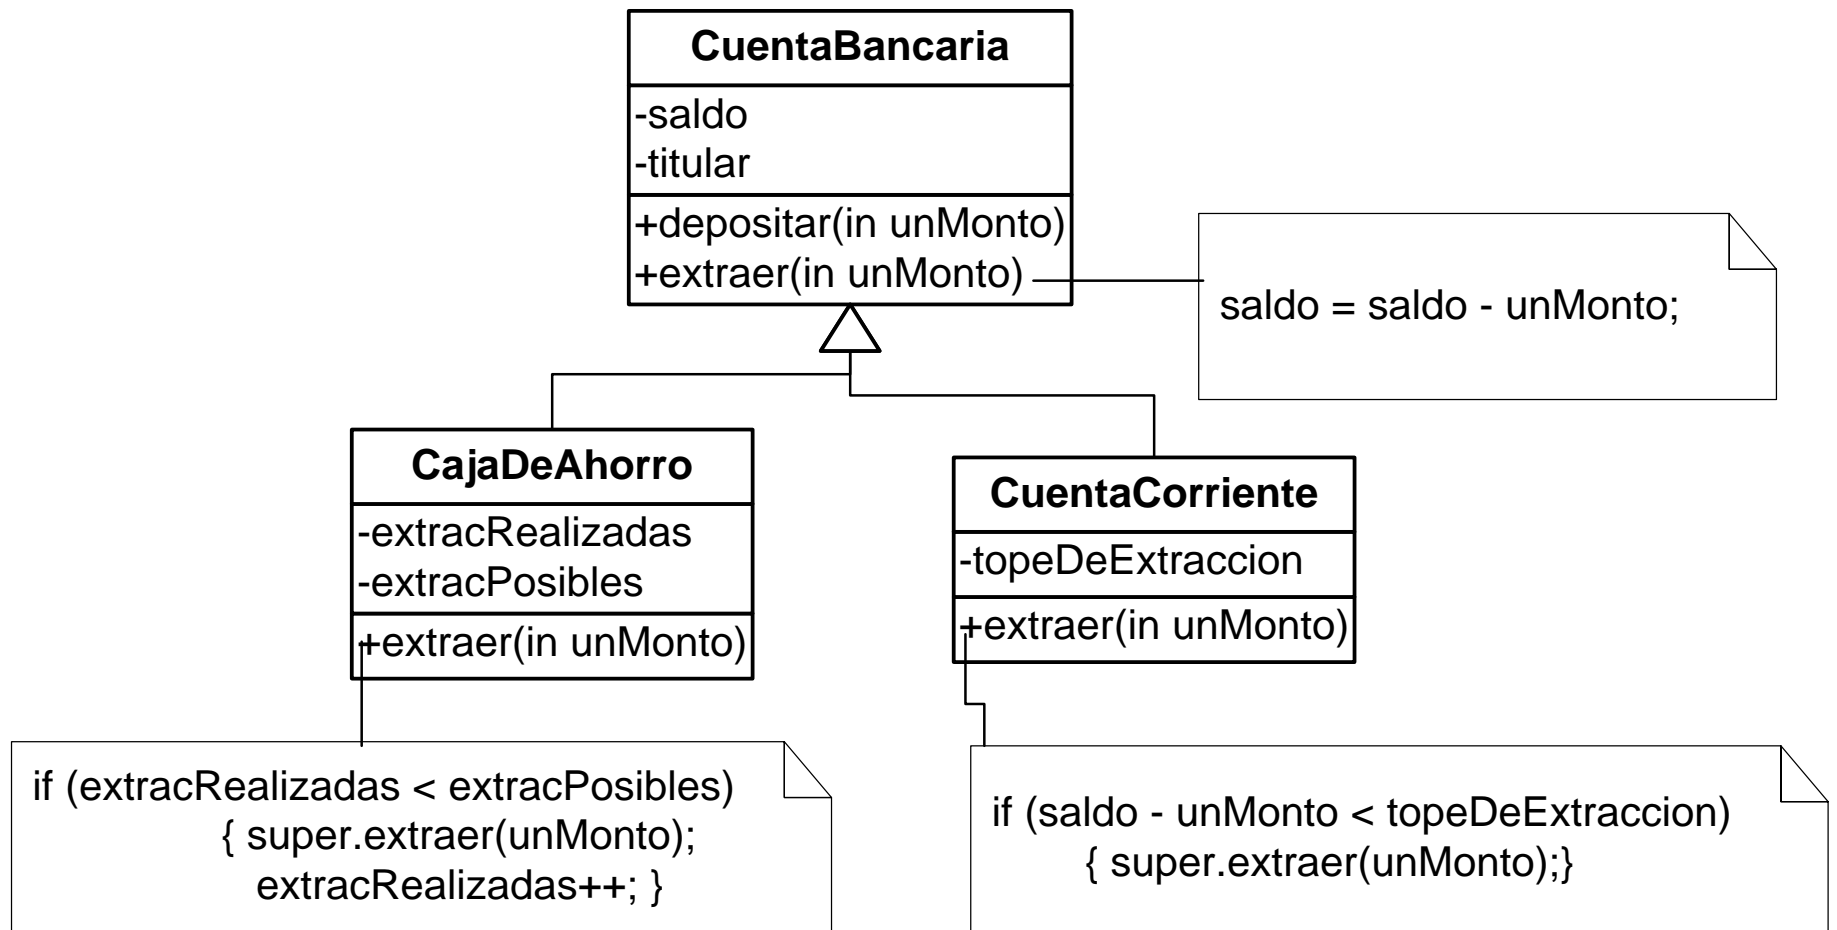 CuentaBancaria
-saldo
-titular
+depositar(in unMonto)
+extraer(in unMonto)
saldo = saldo - unMonto;
CajaDeAhorro
-extracRealizadas
-extracPosibles
+extraer(in unMonto)
CuentaCorriente
-topeDeExtraccion
+extraer(in unMonto)
if (extracRealizadas < extracPosibles)
{ super.extraer(unMonto);
extracRealizadas++; }
if (saldo - unMonto < topeDeExtraccion)
{ super.extraer(unMonto);}